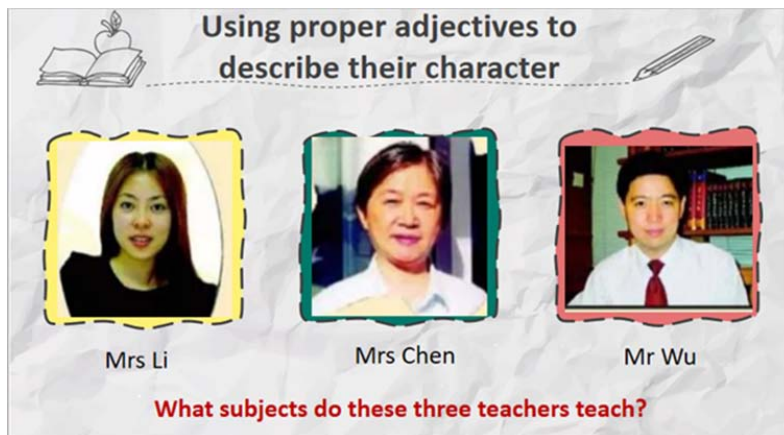 Using proper adjectives to
describe their character
Mrs Li
Mrs Chen
Mr Wu
What subjects do these three teachers teach?